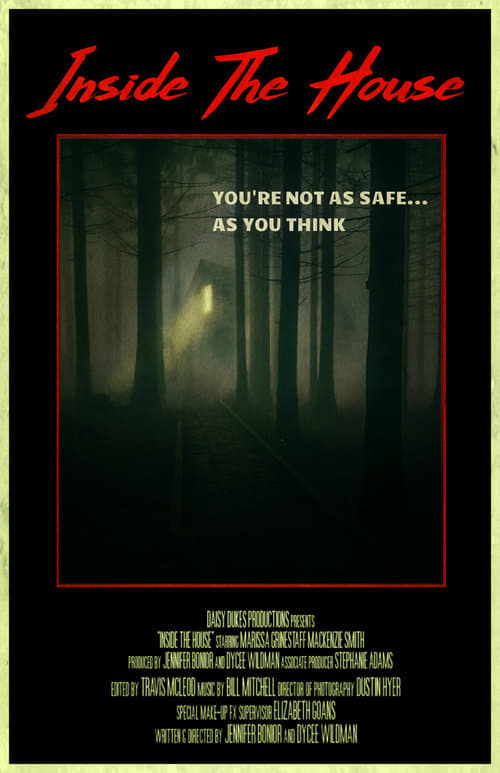 Inside The House
YOU'RE NOT AS SAFE...
AS YOU THINK
DAISY DUKES PRODUCTIONS PRESENTS
"INSIDE THE HOUSE" STARRING MARISSA GRINESTAFF MACKENZIE SMITH
PRODUCED BY JENNIFER BONIOR AND DYCEE WILDMAN ASSOCIATE PRODUCER STEPHANIE ADAMS
EDITED BY TRAVIS MCLEOD MUSIC BY BILL MITCHELL DIRECTOR OF PHOTOGRAPHY DUSTIN HYER
SPECIAL MAKE-UP FX SUPERVISOR ELIZABETH GOANS
WRITTEN & DIRECTED BY JENNIFER BONIOR AND DYCEE WILDMAN